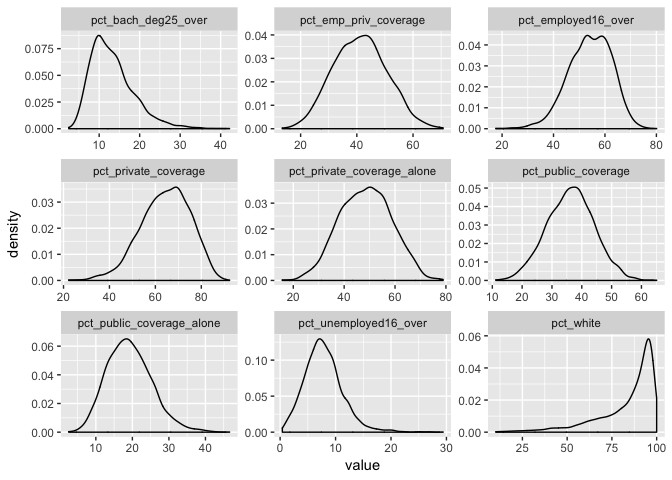 pct_bach_deg25_over pct_emp_priv_coverage pct_employed16_over
0.075 0.04 0.04
0.050 0.03 0.03
0.025 0.02 0.02
0.000 0.01 0.01
0.00 0.00
10 20 30 40 20 40 60 20 40 60 80
pct_private_coverage pct_private_coverage_alone pct_public_coverage
0.03 0.03 0.05
0.02 0.02 0.04
0.01 0.01 0.03
0.00 0.00 0.02
0.01
0.00
20 40 60 80 20 40 60 80 10 20 30 40 50 60
density
pct_public_coverage_alone pct_unemployed16_over pct_white
0.06 0.10 0.06
0.04 0.05 0.04
0.02 0.00 0.02
0.00 0.00
10 20 30 40 0 10 20 30 25 50 75 100
value